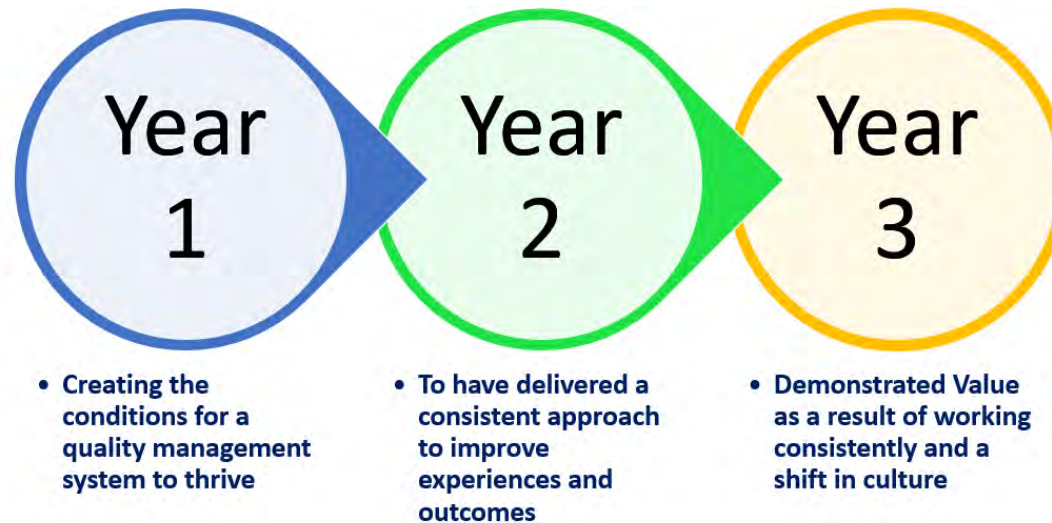 Year
1
Year
2
Year
3
• Creating the
conditions for a
quality management
system to thrive
• To have delivered a
consistent approach
to improve
experiences and
outcomes
• Demonstrated Value
as a result of working
consistently and a
shift in culture